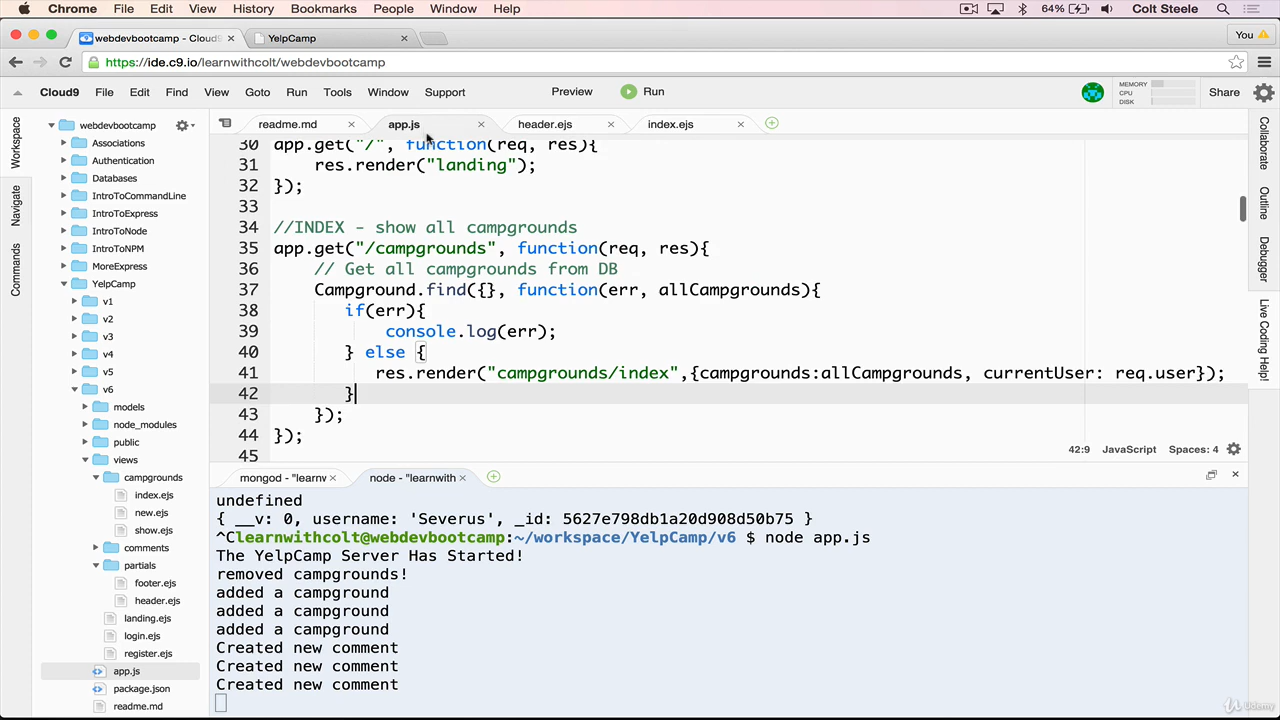 Chrome File Edit View History Bookmarks People Window Help 64% Colt Steele
webdevbootcamp - Cloud9 YelpCamp You
https://ide.c9.io/learnwithcolt/webdevbootcamp
Cloud9 File Edit Find View Goto Run Tools Window Support Preview Run MEMORY CPU DISK Share
Workspace
Navigate
Commands
webdevbootcamp
Associations
Authentication
Databases
IntroToCommandLine
IntroToExpress
IntroToNode
IntroToNPM
MoreExpress
YelpCamp
v1
v2
v3
v4
v5
v6
models
node_modules
public
views
campgrounds
index.ejs
new.ejs
show.ejs
comments
partials
footer.ejs
header.ejs
landing.ejs
login.ejs
register.ejs
app.js
package.json
readme.md
readme.md app.js header.ejs index.ejs
30 app.get("/", function(req, res){
31 res.render("landing");
32 });
33
34 //INDEX - show all campgrounds
35 app.get("/campgrounds", function(req, res){
36 // Get all campgrounds from DB
37 Campground.find({}, function(err, allCampgrounds){
38 if(err){
39 console.log(err);
40 } else {
41 res.render("campgrounds/index",{campgrounds:allCampgrounds, currentUser: req.user});
42 }
43 });
44 });
45
42:9 JavaScript Spaces: 4
mongod - "learnw node - "learnwith
undefined
{ __v: 0, username: 'Severus', _id: 5627e798db1a20d908d50b75 }
^Clearnwithcolt@webdevbootcamp:~/workspace/YelpCamp/v6 $ node app.js
The YelpCamp Server Has Started!
removed campgrounds!
added a campground
added a campground
added a campground
Created new comment
Created new comment
Created new comment
Collaborate
Outline
Debugger
Live Coding Help!
Udemy